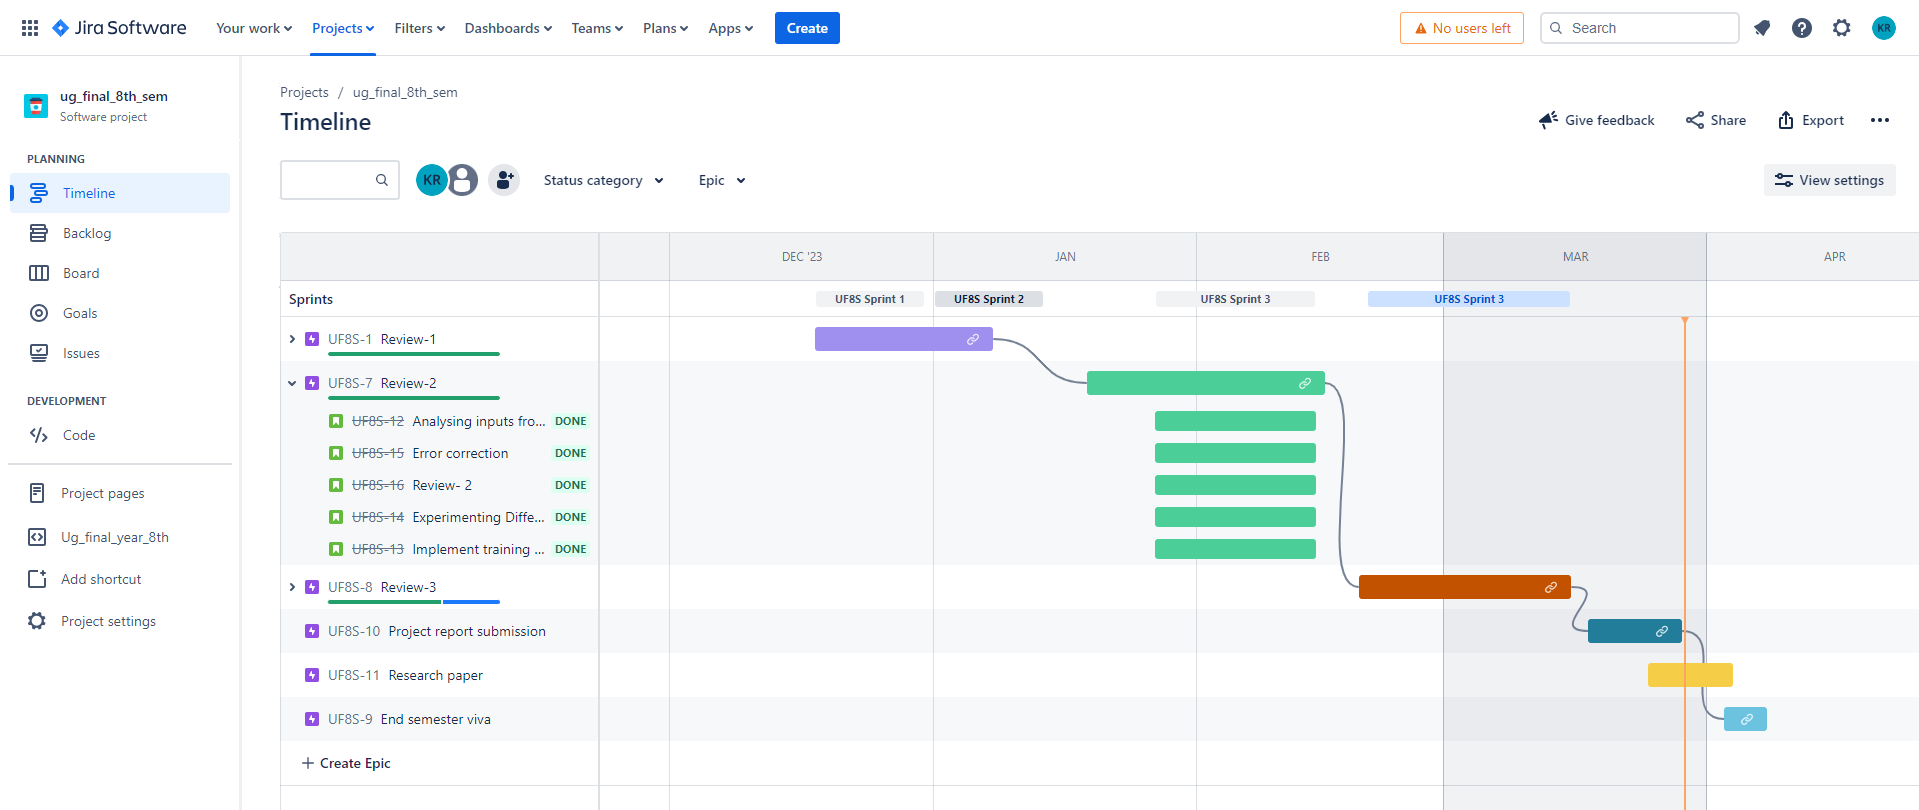 Jira Software Your work Projects Filters Dashboards Teams Plans Apps Create No users left Search KR
ug_final_8th_sem
Software project
PLANNING
Timeline
Backlog
Board
Goals
Issues
DEVELOPMENT
Code
Project pages
Ug_final_year_8th
Add shortcut
Project settings
Projects / ug_final_8th_sem
Timeline
Give feedback Share Export
KR Status category Epic View settings
DEC '23 JAN FEB MAR APR
Sprints UF8S Sprint 1 UF8S Sprint 2 UF8S Sprint 3 UF8S Sprint 3
UF8S-1 Review-1
UF8S-7 Review-2
UF8S-12 Analysing inputs fro... DONE
UF8S-15 Error correction DONE
UF8S-16 Review- 2 DONE
UF8S-14 Experimenting Diffe... DONE
UF8S-13 Implement training ... DONE
UF8S-8 Review-3
UF8S-10 Project report submission
UF8S-11 Research paper
UF8S-9 End semester viva
+ Create Epic